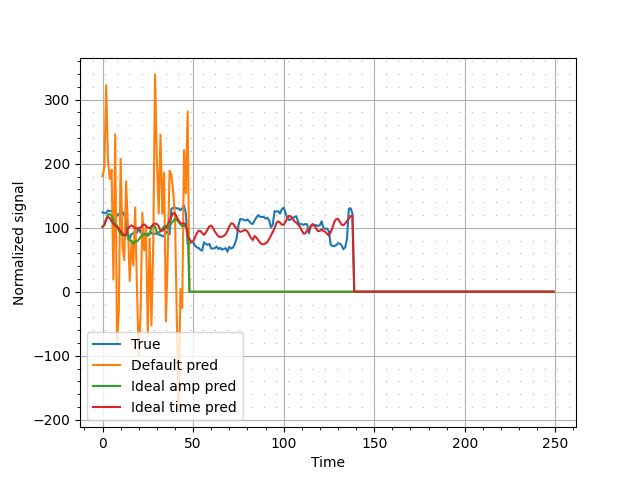 300
200
100
0
−100
−200
Normalized signal
True
Default pred
Ideal amp pred
Ideal time pred
0
50
100
150
200
250
Time